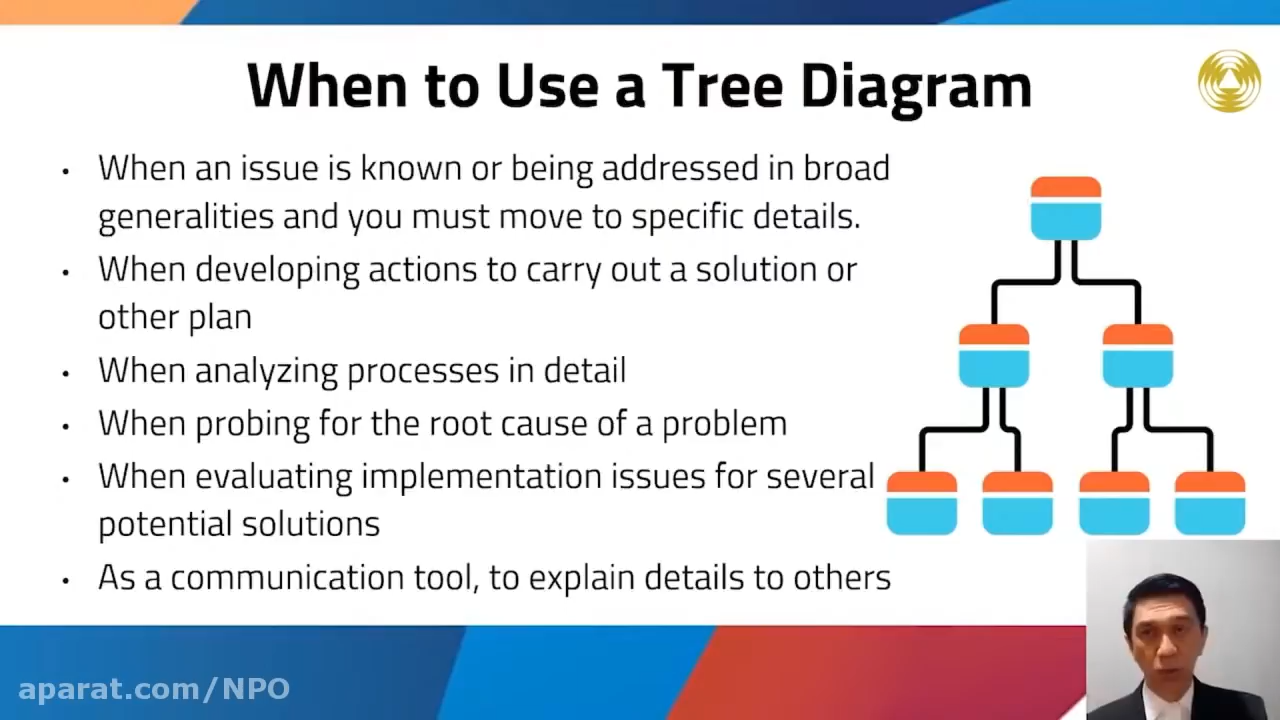 When to Use a Tree Diagram
• When an issue is known or being addressed in broad
generalities and you must move to specific details.
• When developing actions to carry out a solution or
other plan
• When analyzing processes in detail
• When probing for the root cause of a problem
• When evaluating implementation issues for several
potential solutions
• As a communication tool, to explain details to others
aparat.com/NPO